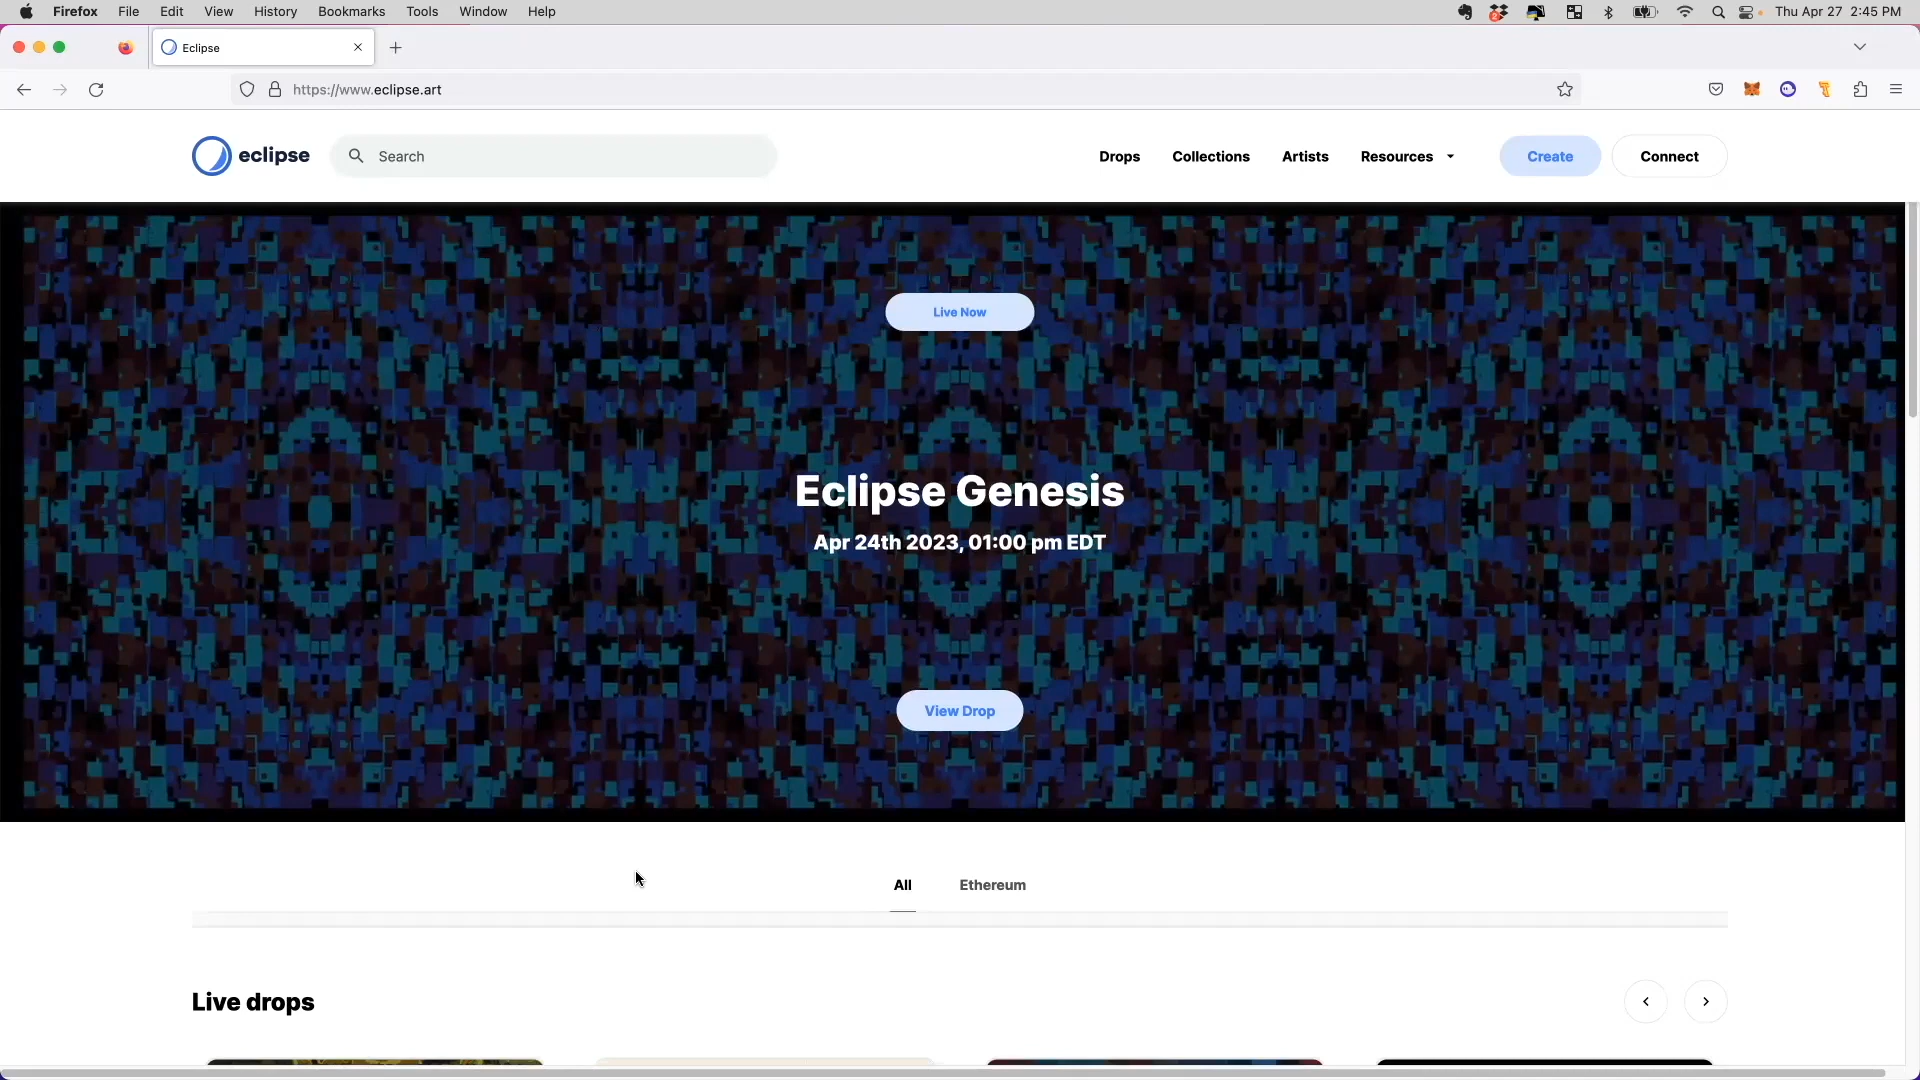 Firefox File Edit View History Bookmarks Tools Window Help
2
Thu Apr 27 2:45 PM
Eclipse
https://www.eclipse.art
eclipse
Search
Drops Collections Artists Resources Create Connect
Live Now
Eclipse Genesis
Apr 24th 2023, 01:00 pm EDT
View Drop
All Ethereum
Live drops